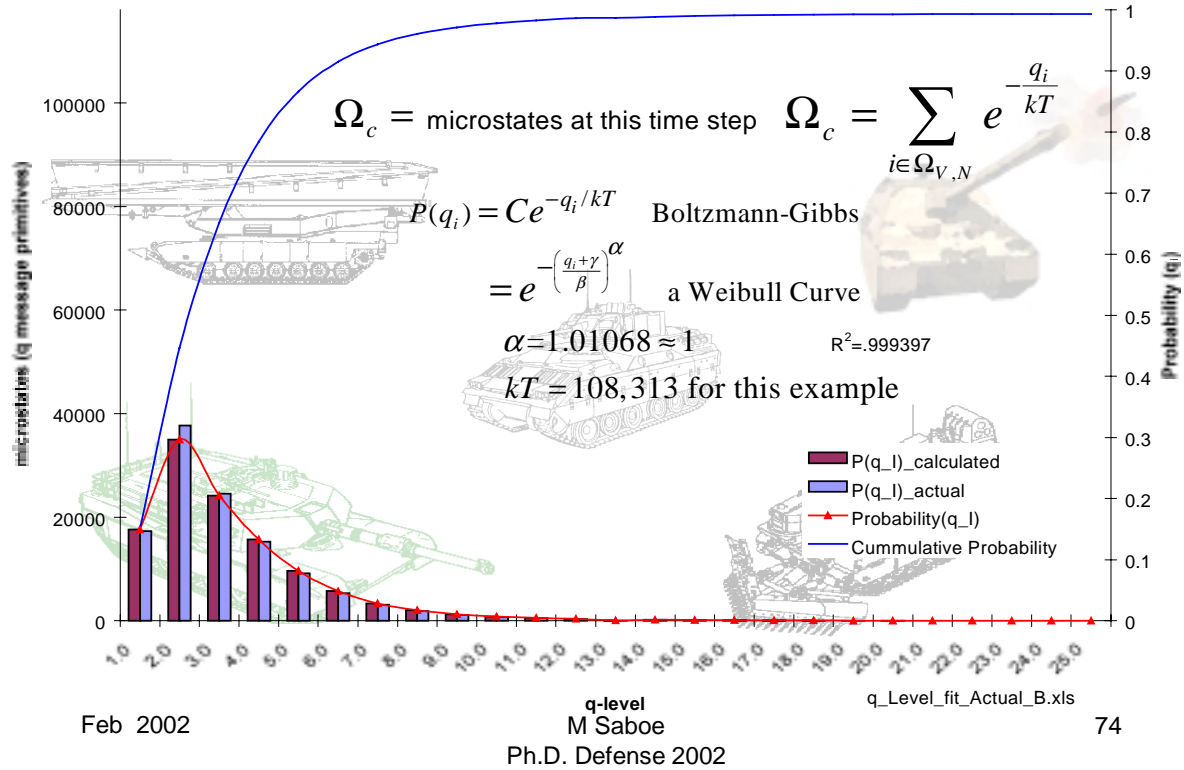 Ω_c = microstates at this time step Ω_c = ∑_{i∈Ω_{V,N}} e^{-q_i/kT}
P(q_i) = Ce^{-q_i/kT} Boltzmann-Gibbs
= e^{-((q_i+γ)/β)^α} a Weibull Curve
α=1.01068 ≈ 1 R²=.999397
kT = 108,313 for this example
microstates (q message primitives)
100000
80000
60000
40000
20000
0
1
0.9
0.8
0.7
0.6
0.5
0.4
0.3
0.2
0.1
0
Probability (q_i)
P(q_I)_calculated
P(q_I)_actual
Probability(q_I)
Cummulative Probability
1.0 2.0 3.0 4.0 5.0 6.0 7.0 8.0 9.0 10.0 11.0 12.0 13.0 14.0 15.0 16.0 17.0 18.0 19.0 20.0 21.0 22.0 23.0 24.0 25.0
q-level
q_Level_fit_Actual_B.xls
Feb 2002 M Saboe 74
Ph.D. Defense 2002